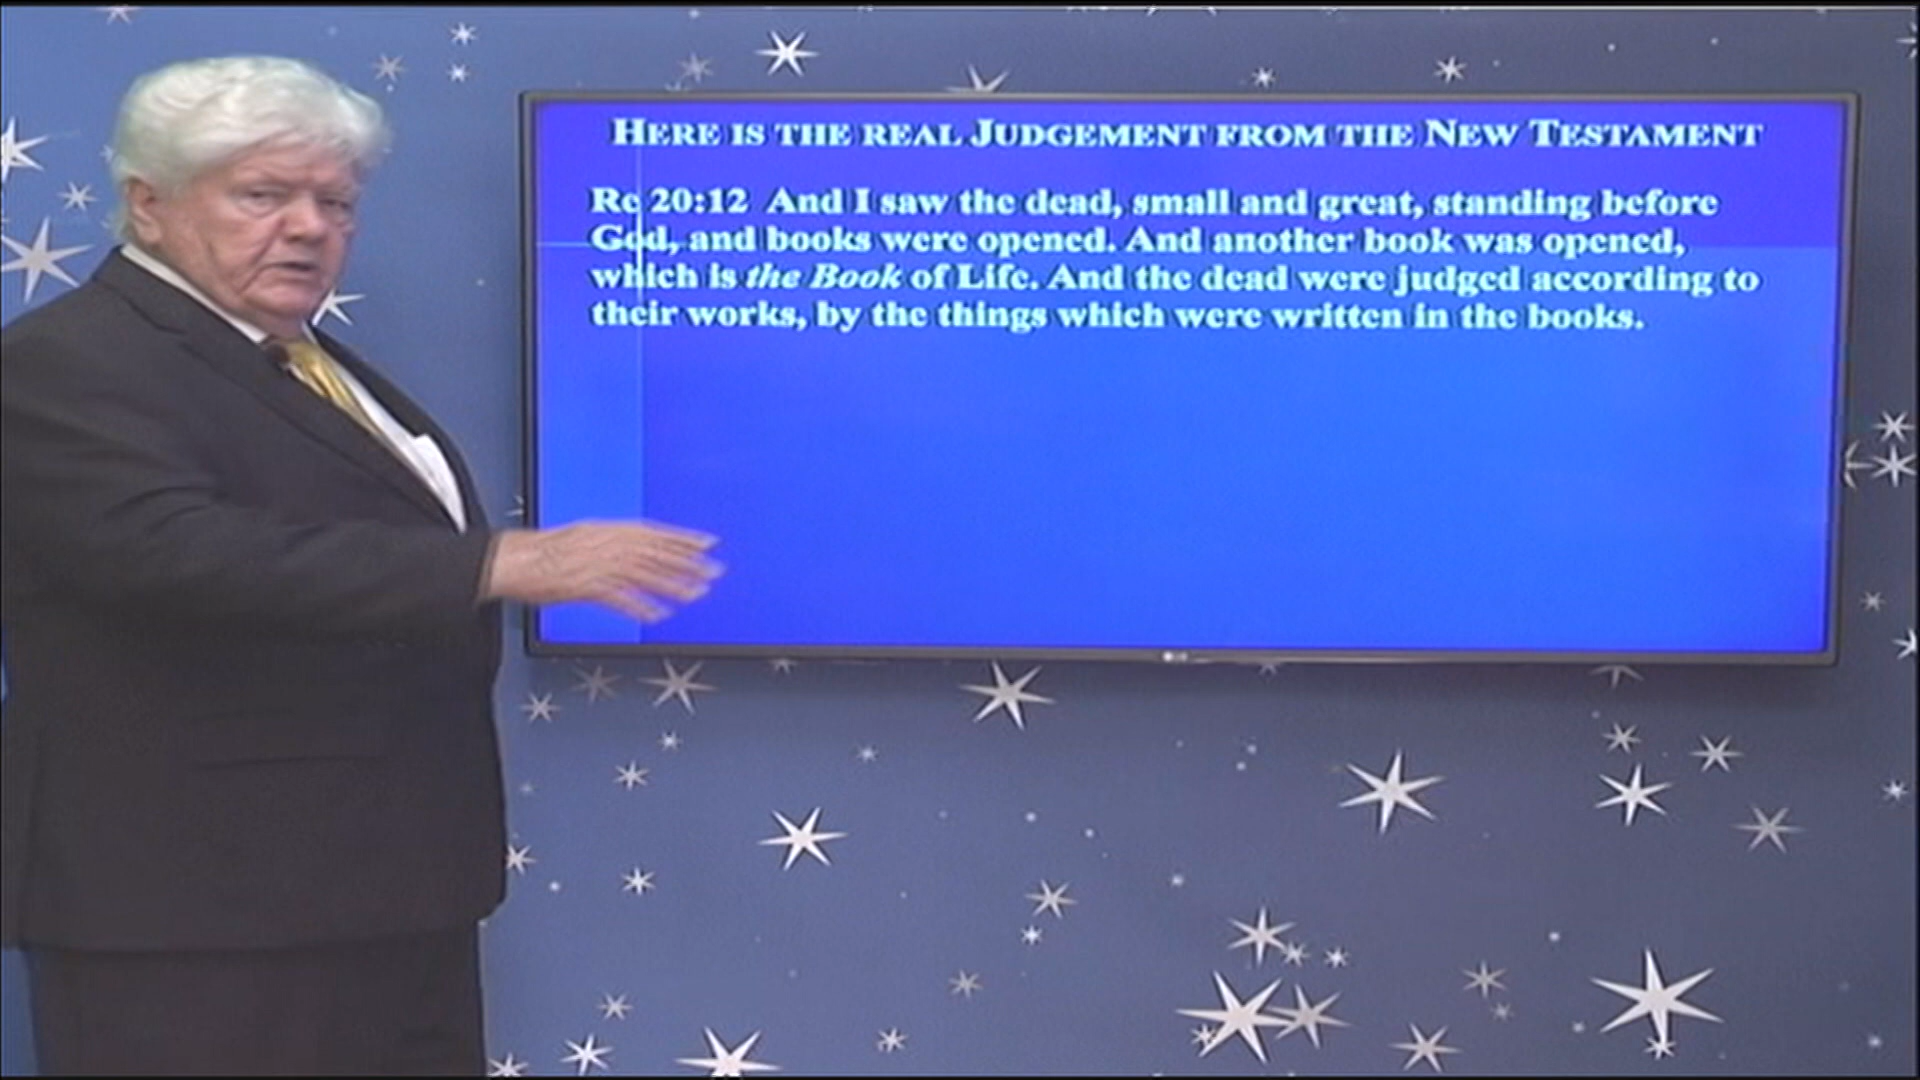 HERE IS THE REAL JUDGEMENT FROM THE NEW TESTAMENT
Re 20:12 And I saw the dead, small and great, standing before
God, and books were opened. And another book was opened,
which is the Book of Life. And the dead were judged according to
their works, by the things which were written in the books.